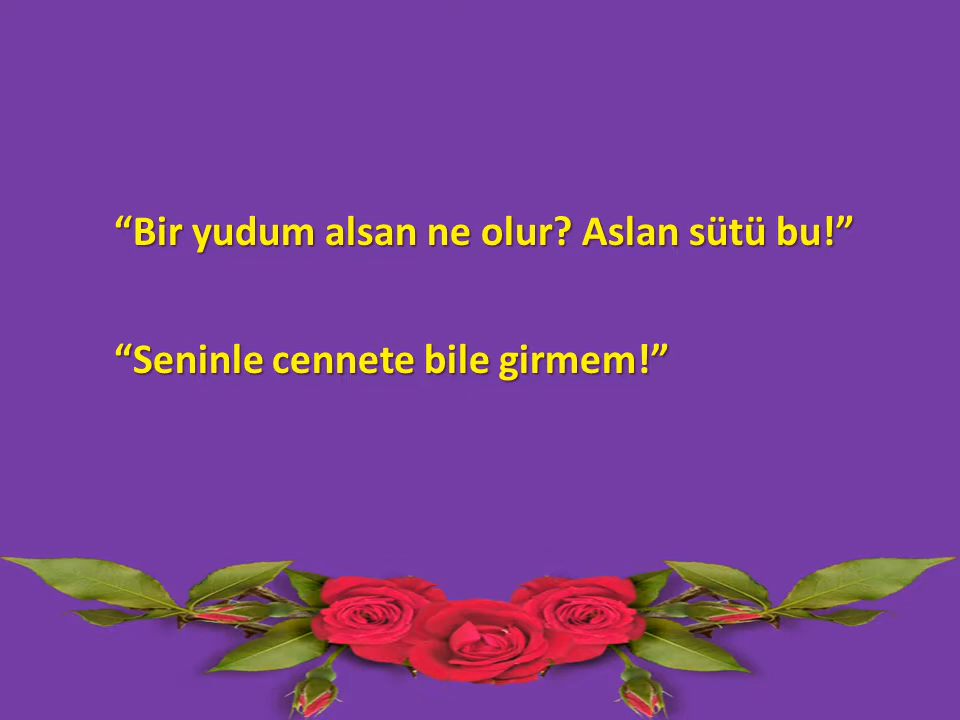 “Bir yudum alsan ne olur? Aslan sütü bu!”
“Seninle cennete bile girmem!”